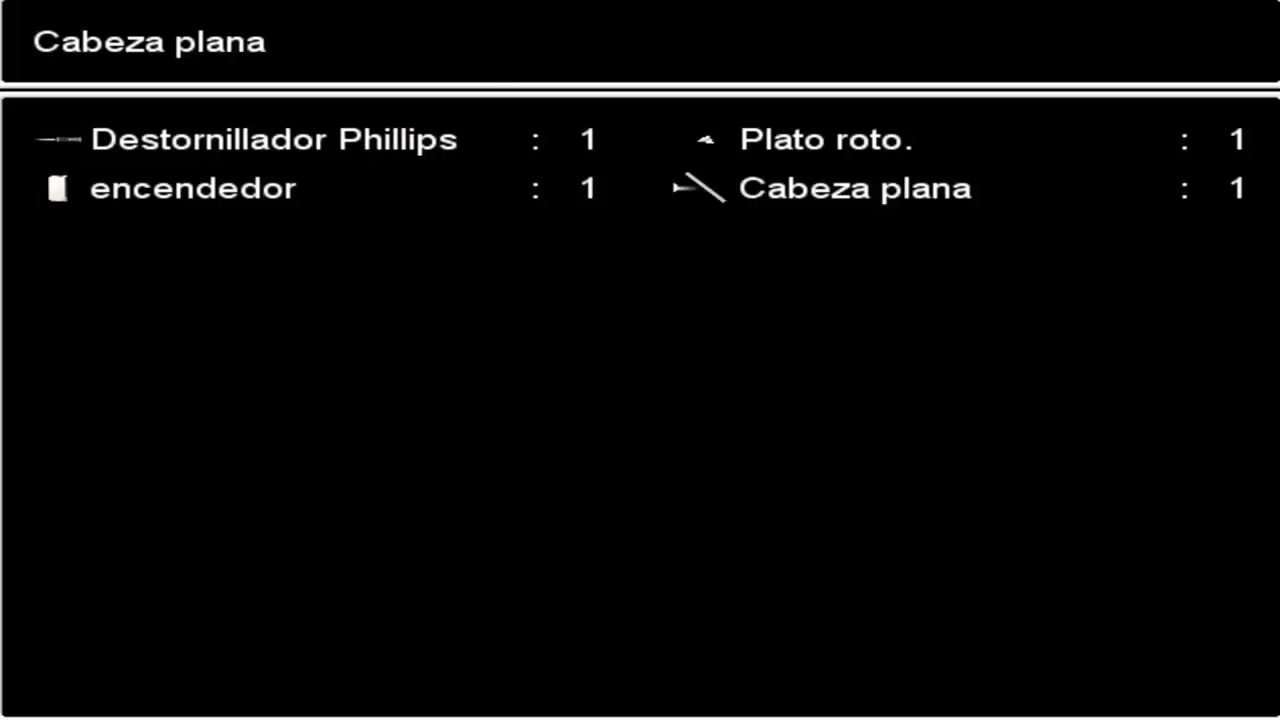 Cabeza plana
Destornillador Phillips : 1 Plato roto. : 1
encendedor : 1 Cabeza plana : 1